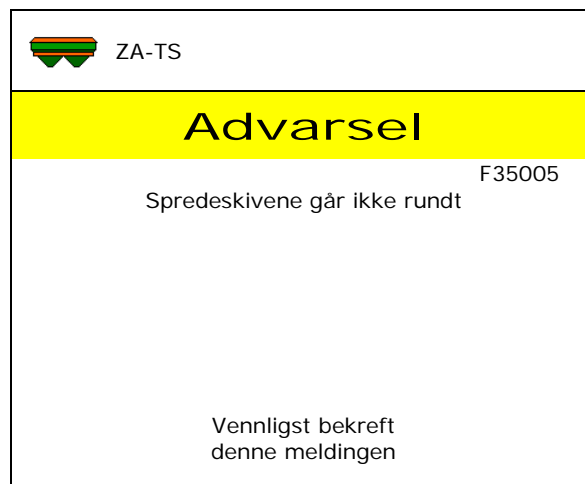 ZA-TS
Advarsel
F35005
Spredeskivene går ikke rundt
Vennligst bekreft
denne meldingen